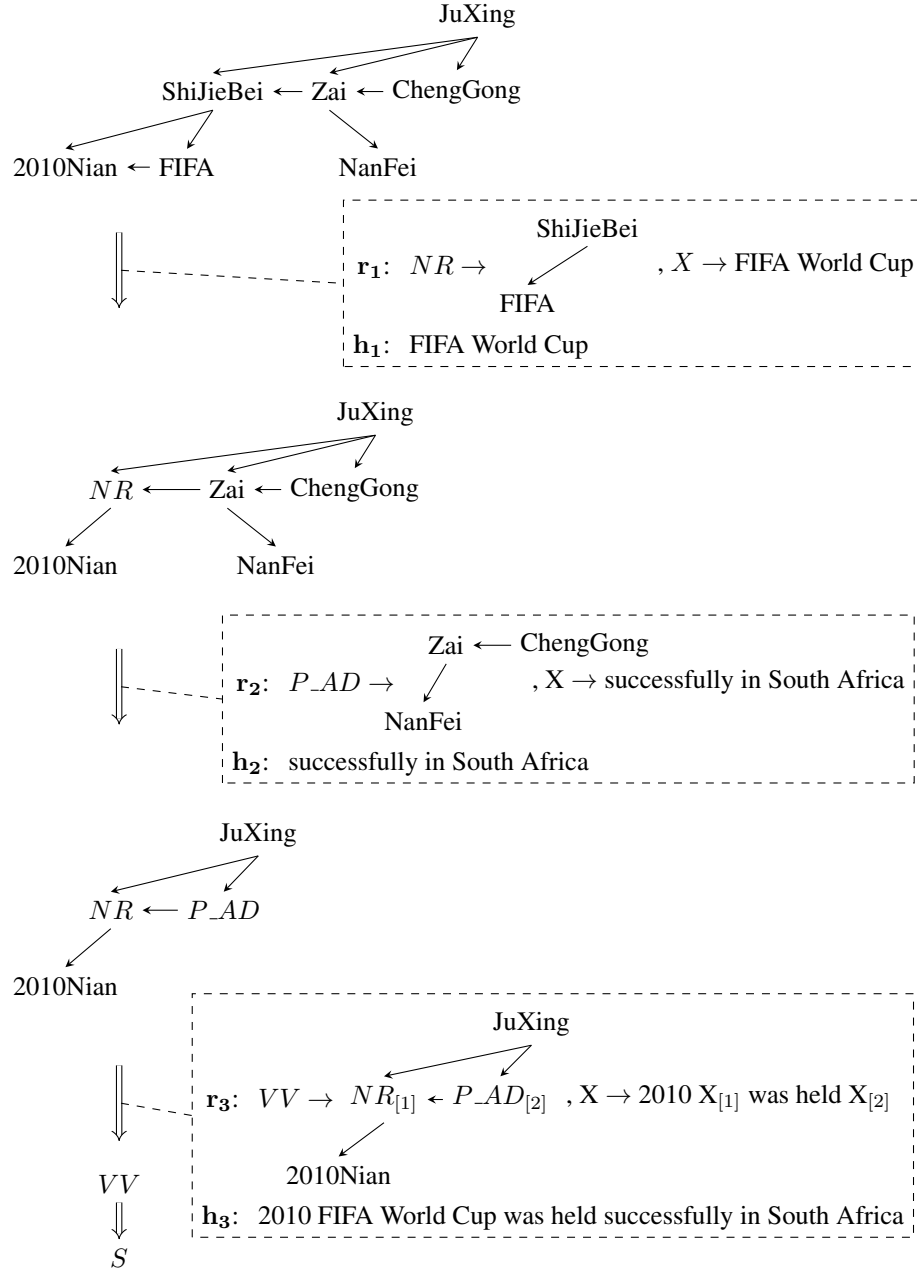 JuXing
ShiJieBei Zai ChengGong
2010Nian FIFA NanFei
ShiJieBei
r₁: NR → , X → FIFA World Cup
FIFA
h₁: FIFA World Cup
JuXing
NR Zai ChengGong
2010Nian NanFei
Zai ChengGong
r₂: P_AD → , X → successfully in South Africa
NanFei
h₂: successfully in South Africa
JuXing
NR P_AD
2010Nian
JuXing
r₃: VV → NR[1] P_AD[2] , X → 2010 X[1] was held X[2]
2010Nian
VV
h₃: 2010 FIFA World Cup was held successfully in South Africa
S